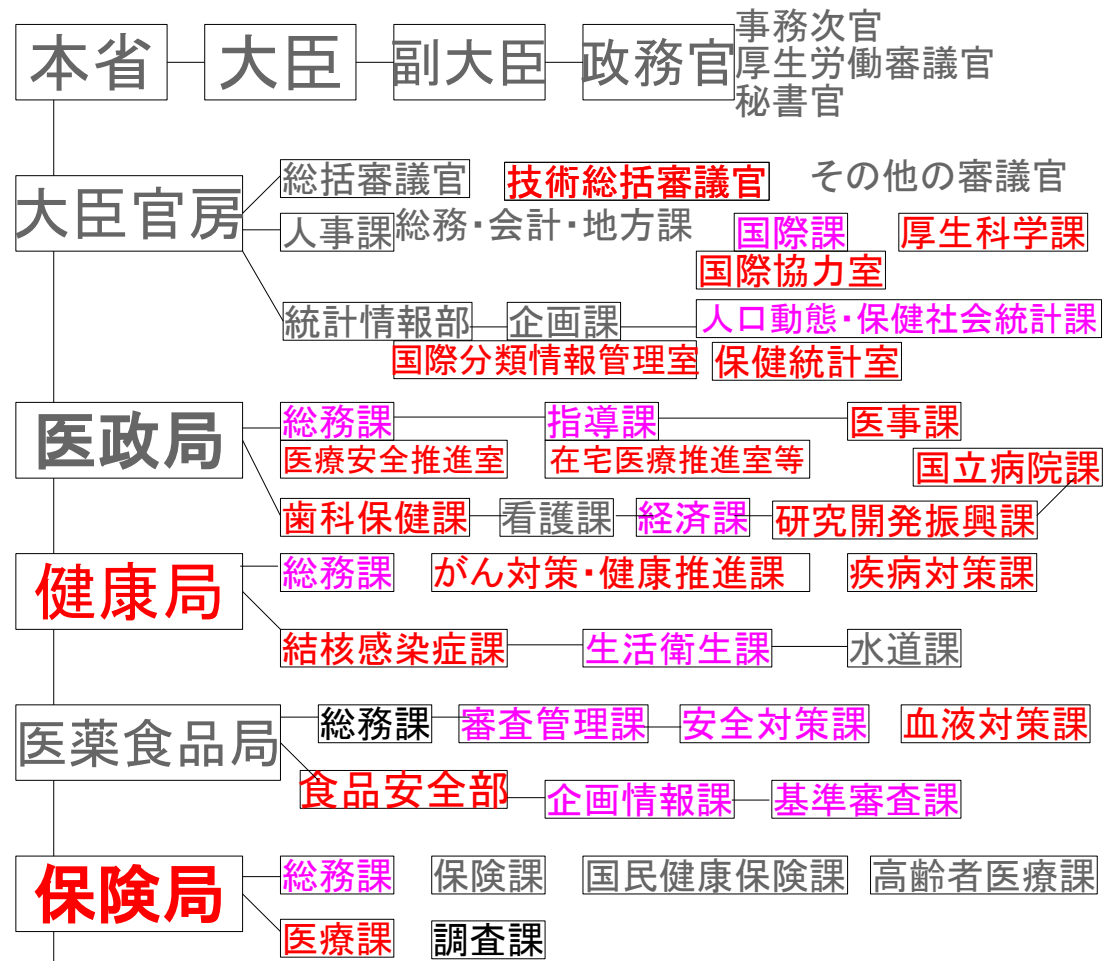 本省 大臣 副大臣 政務官
事務次官
厚生労働審議官
秘書官
大臣官房
総括審議官 技術総括審議官 その他の審議官
人事課 総務・会計・地方課 国際課 厚生科学課
国際協力室
統計情報部 企画課 人口動態・保健社会統計課
国際分類情報管理室 保健統計室
医政局
総務課 指導課 医事課
医療安全推進室 在宅医療推進室等 国立病院課
歯科保健課 看護課 経済課 研究開発振興課
健康局
総務課 がん対策・健康推進課 疾病対策課
結核感染症課 生活衛生課 水道課
医薬食品局
総務課 審査管理課 安全対策課 血液対策課
食品安全部 企画情報課 基準審査課
保険局
総務課 保険課 国民健康保険課 高齢者医療課
医療課 調査課